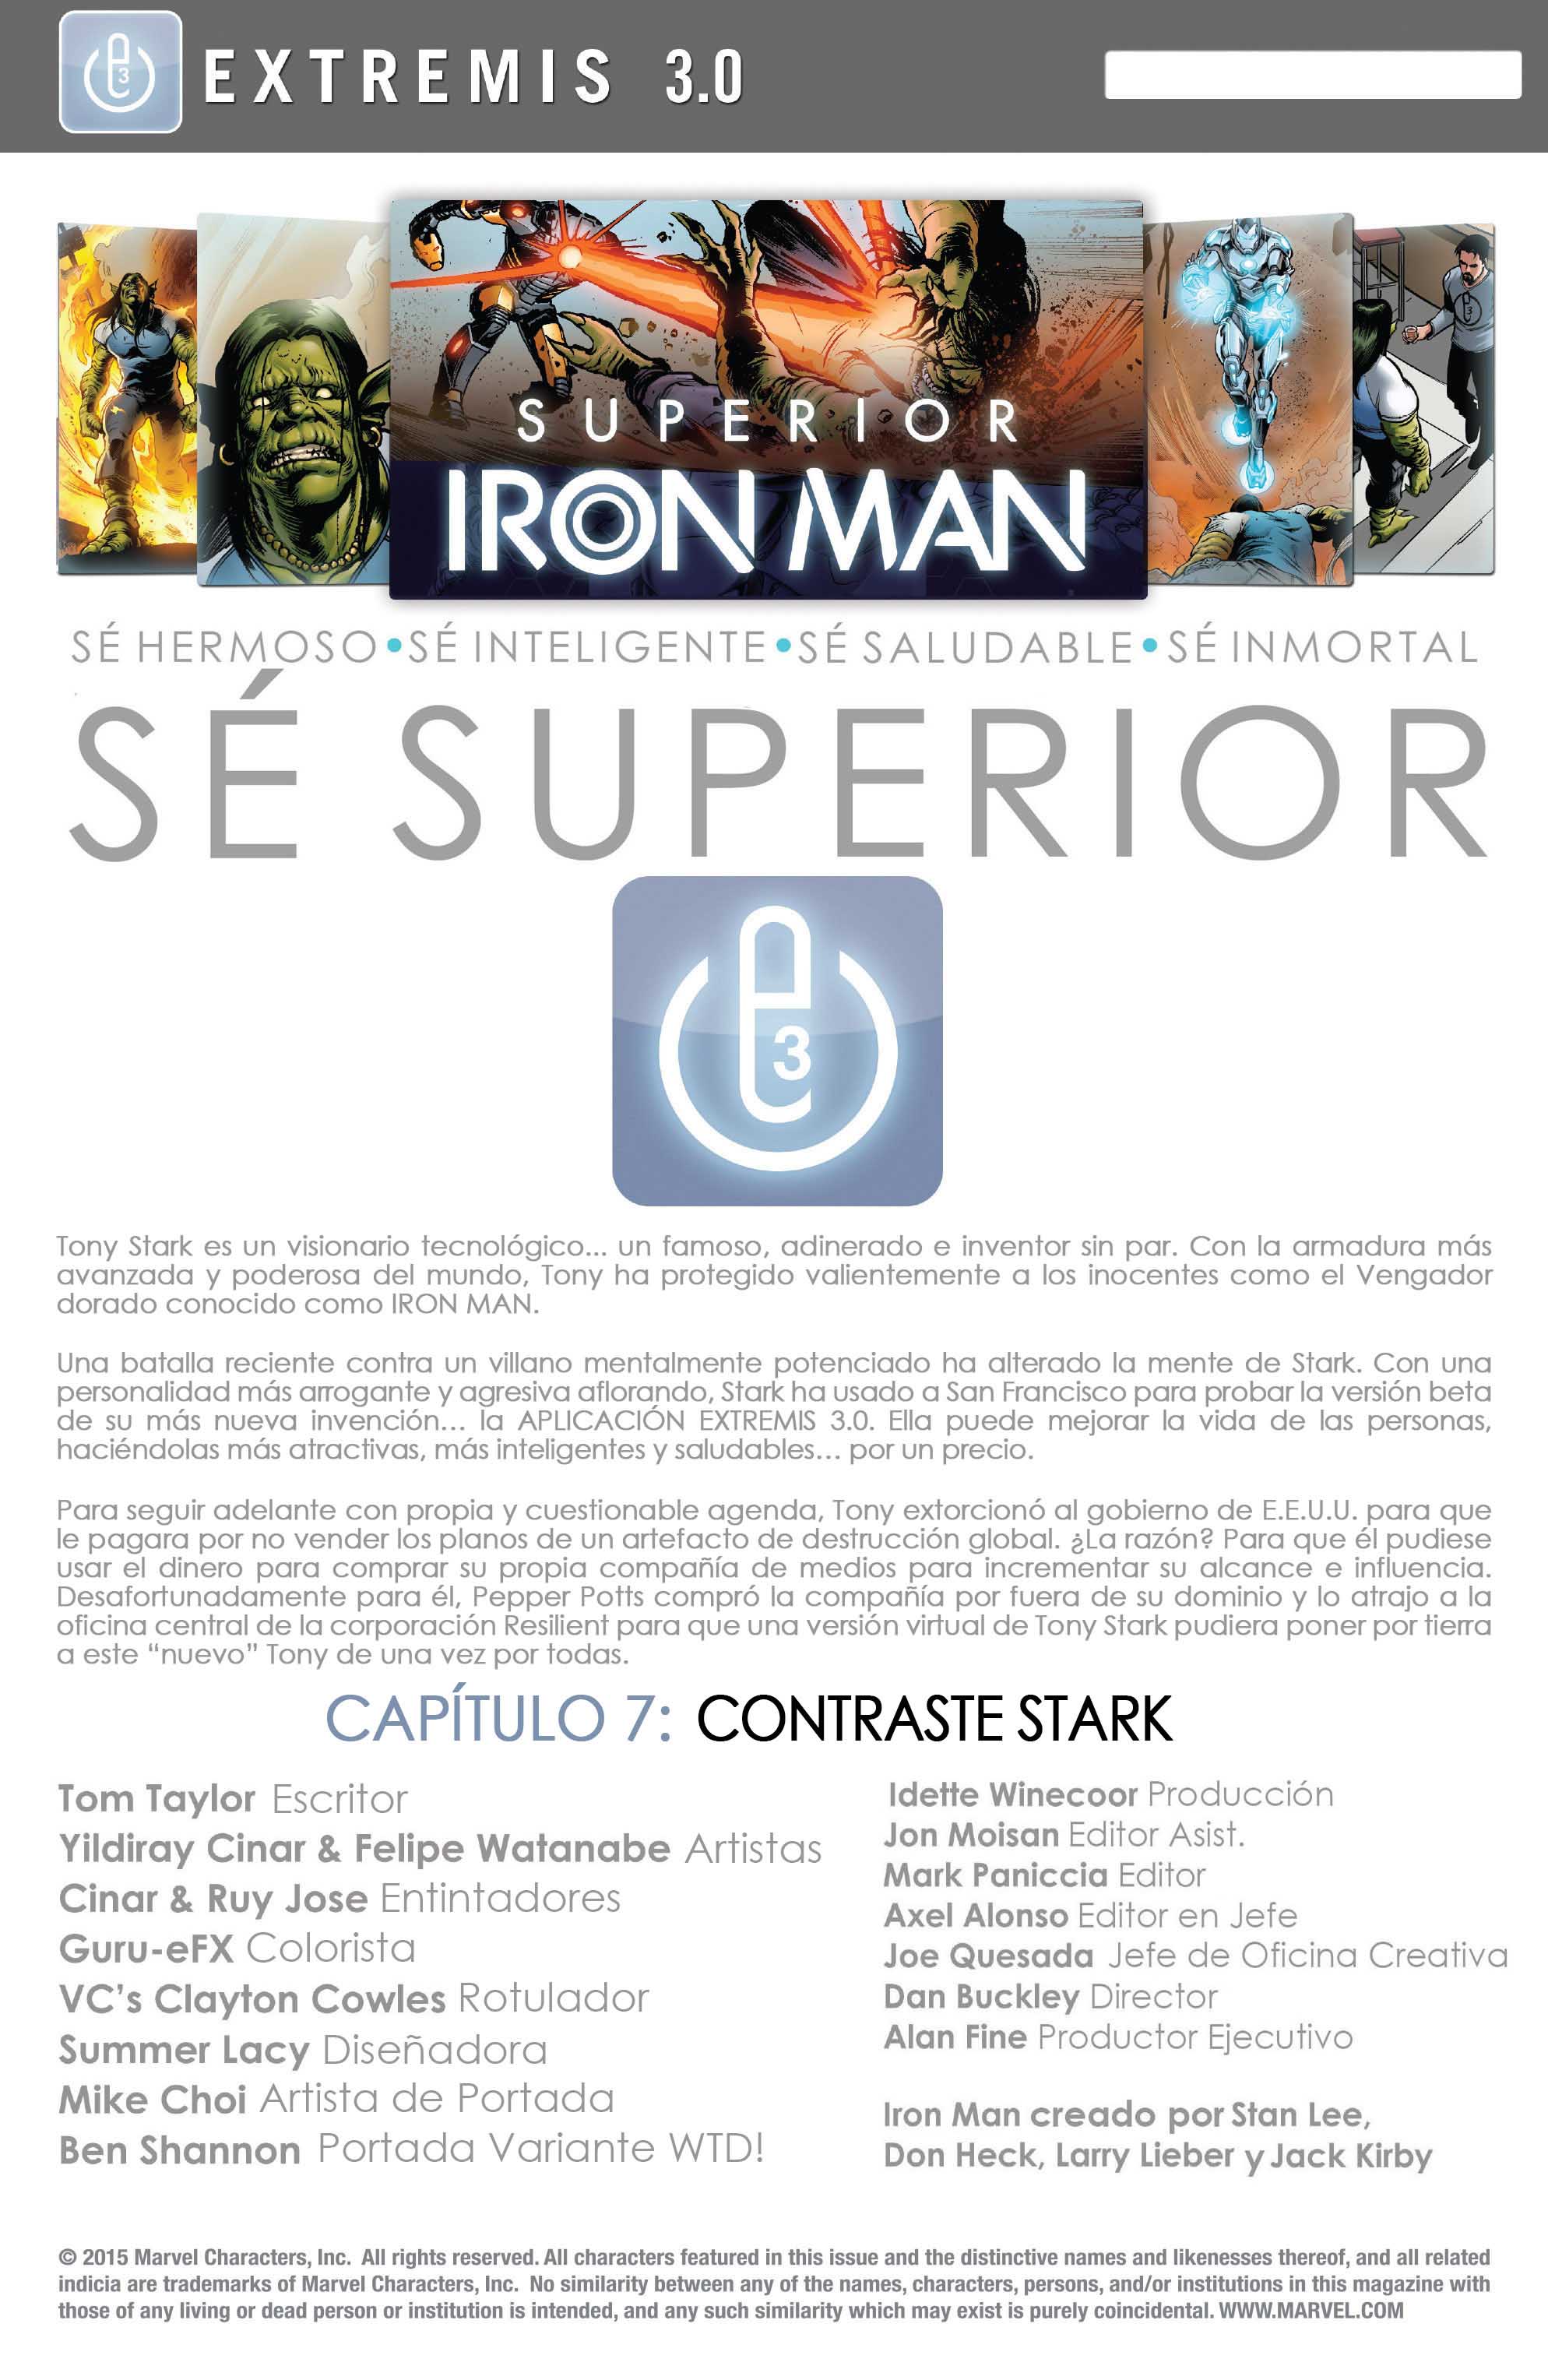 EXTREMIS 3.0
SUPERIOR
IRON MAN
SÉ HERMOSO•SÉ INTELIGENTE•SÉ SALUDABLE•SÉ INMORTAL
SÉ SUPERIOR
3
Tony Stark es un visionario tecnológico... un famoso, adinerado e inventor sin par. Con la armadura más
avanzada y poderosa del mundo, Tony ha protegido valientemente a los inocentes como el Vengador
dorado conocido como IRON MAN.
Una batalla reciente contra un villano mentalmente potenciado ha alterado la mente de Stark. Con una
personalidad más arrogante y agresiva aflorando, Stark ha usado a San Francisco para probar la versión beta
de su más nueva invención... la APLICACIÓN EXTREMIS 3.0. Ella puede mejorar la vida de las personas,
haciéndolas más atractivas, más inteligentes y saludables... por un precio.
Para seguir adelante con propia y cuestionable agenda, Tony extorcionó al gobierno de E.E.U.U. para que
le pagara por no vender los planos de un artefacto de destrucción global. ¿La razón? Para que él pudiese
usar el dinero para comprar su propia compañía de medios para incrementar su alcance e influencia.
Desafortunadamente para él, Pepper Potts compró la compañía por fuera de su dominio y lo atrajo a la
oficina central de la corporación Resilient para que una versión virtual de Tony Stark pudiera poner por tierra
a este “nuevo” Tony de una vez por todas.
CAPÍTULO 7: CONTRASTE STARK
Tom Taylor Escritor
Yildiray Cinar & Felipe Watanabe Artistas
Cinar & Ruy Jose Entintadores
Guru-eFX Colorista
VC’s Clayton Cowles Rotulador
Summer Lacy Diseñadora
Mike Choi Artista de Portada
Ben Shannon Portada Variante WTD!
Idette Winecoor Producción
Jon Moisan Editor Asist.
Mark Paniccia Editor
Axel Alonso Editor en Jefe
Joe Quesada Jefe de Oficina Creativa
Dan Buckley Director
Alan Fine Productor Ejecutivo
Iron Man creado por Stan Lee,
Don Heck, Larry Lieber y Jack Kirby
© 2015 Marvel Characters, Inc. All rights reserved. All characters featured in this issue and the distinctive names and likenesses thereof, and all related
indicia are trademarks of Marvel Characters, Inc. No similarity between any of the names, characters, persons, and/or institutions in this magazine with
those of any living or dead person or institution is intended, and any such similarity which may exist is purely coincidental. WWW.MARVEL.COM